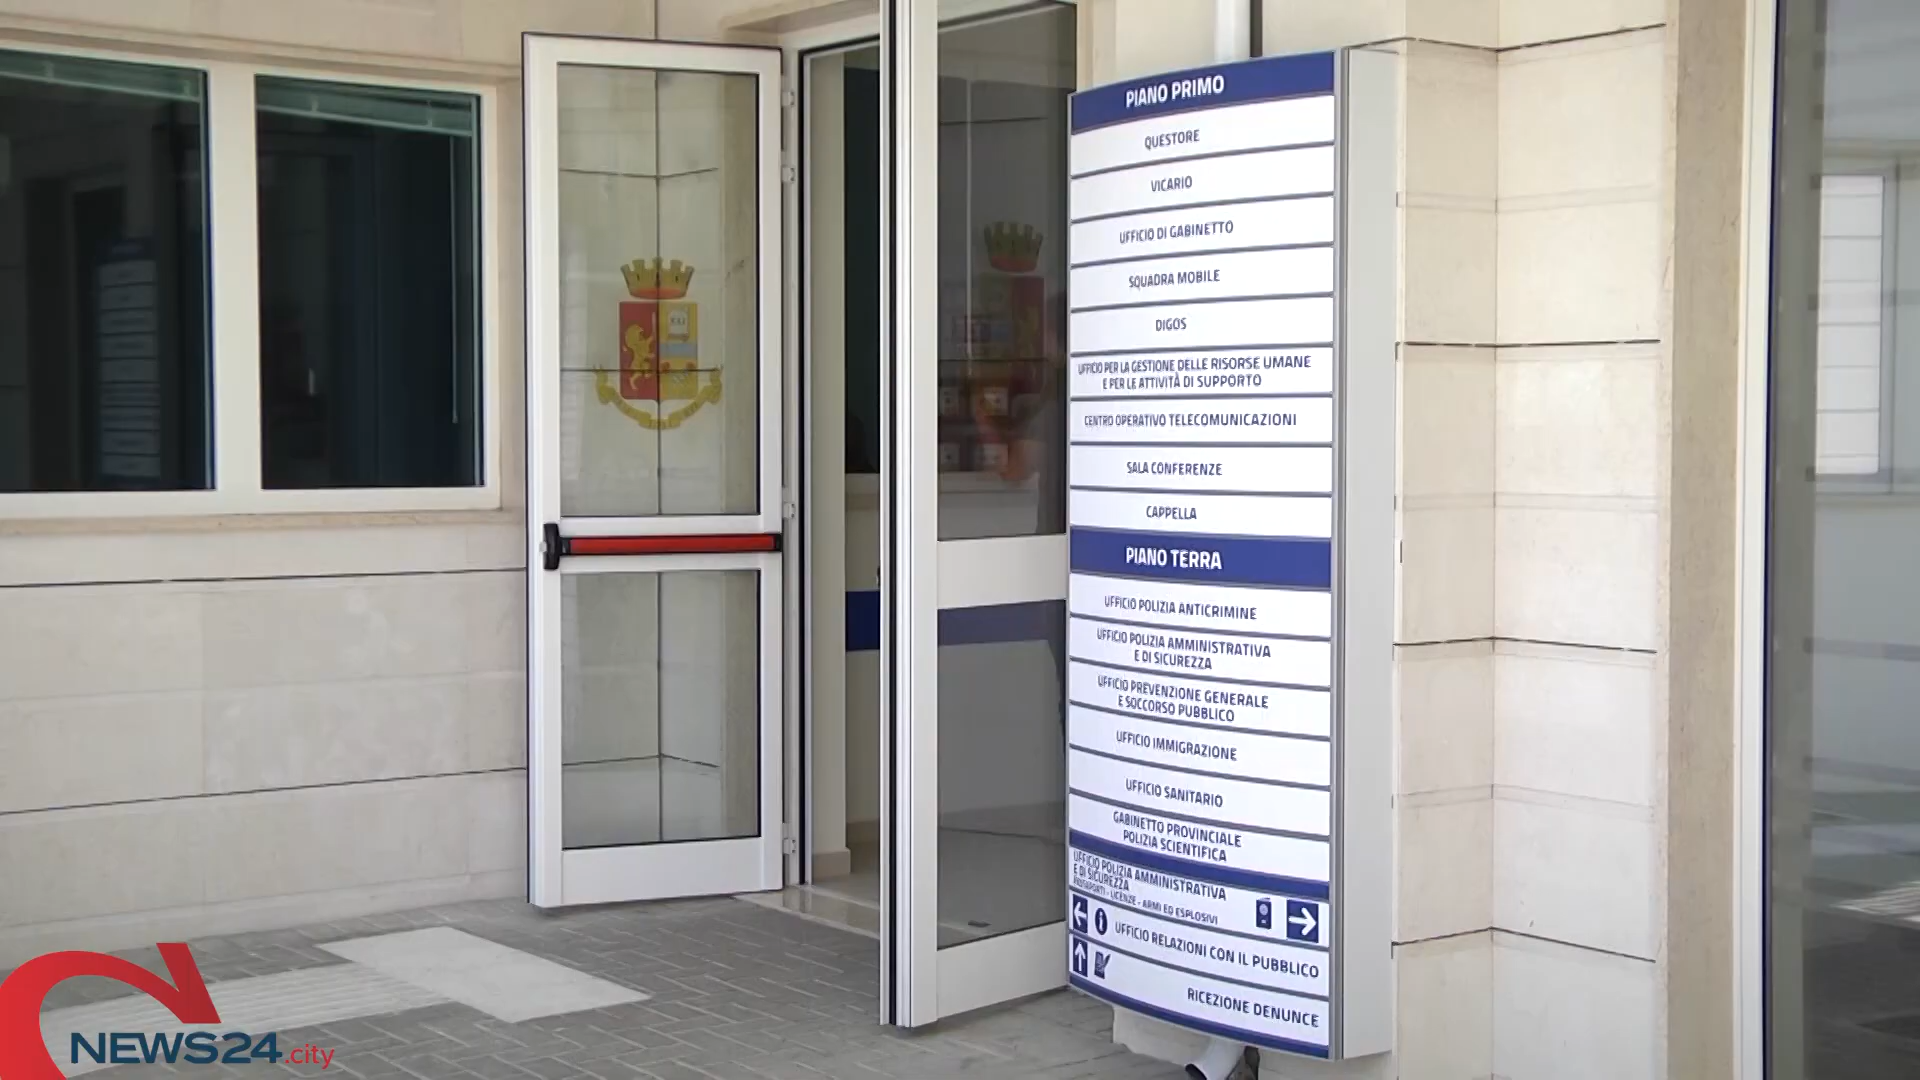 PIANO PRIMO
QUESTORE
VICARIO
UFFICIO DI GABINETTO
SQUADRA MOBILE
DIGOS
UFFICIO PER LA GESTIONE DELLE RISORSE UMANE
E PER LE ATTIVITÀ DI SUPPORTO
CENTRO OPERATIVO TELECOMUNICAZIONI
SALA CONFERENZE
CAPPELLA
PIANO TERRA
UFFICIO POLIZIA ANTICRIMINE
UFFICIO POLIZIA AMMINISTRATIVA
E DI SICUREZZA
UFFICIO PREVENZIONE GENERALE
E SOCCORSO PUBBLICO
UFFICIO IMMIGRAZIONE
UFFICIO SANITARIO
GABINETTO PROVINCIALE
POLIZIA SCIENTIFICA
UFFICIO POLIZIA AMMINISTRATIVA
E DI SICUREZZA
PASSAPORTI - LICENZE - ARMI ED ESPLOSIVI
UFFICIO RELAZIONI CON IL PUBBLICO
RICEZIONE DENUNCE
NEWS24.city